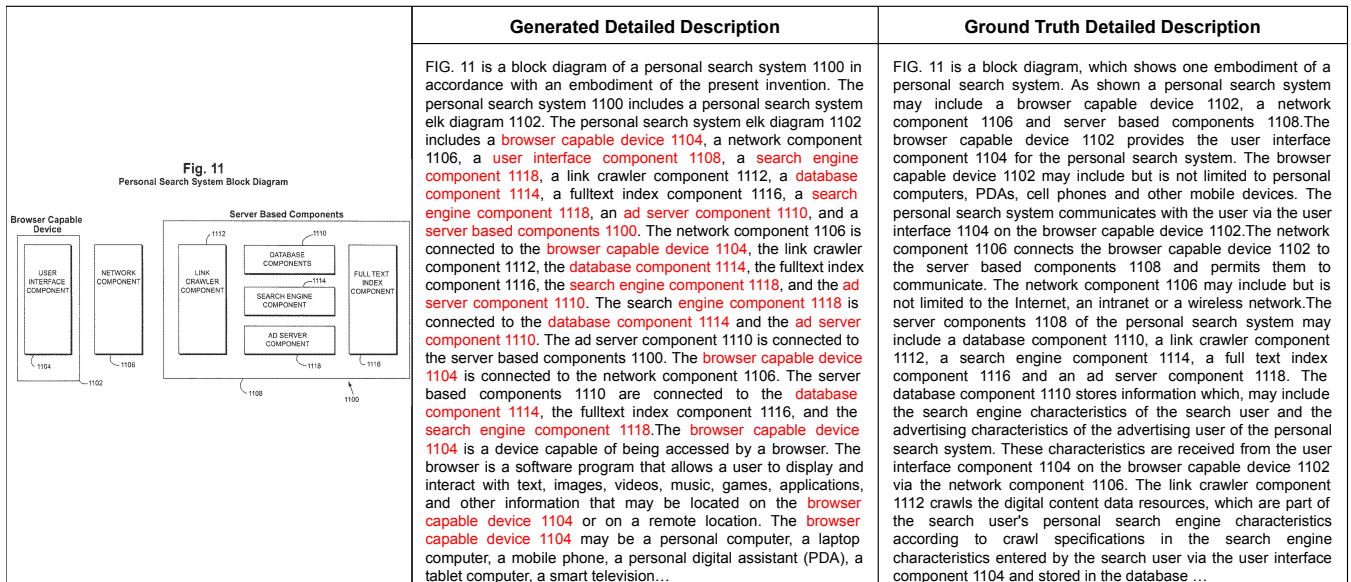 Fig. 11
Personal Search System Block Diagram
Browser Capable
Device
Server Based Components
1112
1110
USER
INTERFACE
COMPONENT
NETWORK
COMPONENT
LINK
CRAWLER
COMPONENT
DATABASE
COMPONENTS
1114
SEARCH ENGINE
COMPONENT
AD SERVER
COMPONENT
FULL TEXT
INDEX
COMPONENT
1104
1106
1118
1116
1102
1108
1100
Generated Detailed Description
FIG. 11 is a block diagram of a personal search system 1100 in
accordance with an embodiment of the present invention. The
personal search system 1100 includes a personal search system
elk diagram 1102. The personal search system elk diagram 1102
includes a browser capable device 1104, a network component
1106, a user interface component 1108, a search engine
component 1118, a link crawler component 1112, a database
component 1114, a fulltext index component 1116, a search
engine component 1118, an ad server component 1110, and a
server based components 1100. The network component 1106 is
connected to the browser capable device 1104, the link crawler
component 1112, the database component 1114, the fulltext index
component 1116, the search engine component 1118, and the ad
server component 1110. The search engine component 1118 is
connected to the database component 1114 and the ad server
component 1110. The ad server component 1110 is connected to
the server based components 1100. The browser capable device
1104 is connected to the network component 1106. The server
based components 1110 are connected to the database
component 1114, the fulltext index component 1116, and the
search engine component 1118.The browser capable device
1104 is a device capable of being accessed by a browser. The
browser is a software program that allows a user to display and
interact with text, images, videos, music, games, applications,
and other information that may be located on the browser
capable device 1104 or on a remote location. The browser
capable device 1104 may be a personal computer, a laptop
computer, a mobile phone, a personal digital assistant (PDA), a
tablet computer, a smart television…
Ground Truth Detailed Description
FIG. 11 is a block diagram, which shows one embodiment of a
personal search system. As shown a personal search system
may include a browser capable device 1102, a network
component 1106 and server based components 1108.The
browser capable device 1102 provides the user interface
component 1104 for the personal search system. The browser
capable device 1102 may include but is not limited to personal
computers, PDAs, cell phones and other mobile devices. The
personal search system communicates with the user via the user
interface 1104 on the browser capable device 1102.The network
component 1106 connects the browser capable device 1102 to
the server based components 1108 and permits them to
communicate. The network component 1106 may include but is
not limited to the Internet, an intranet or a wireless network.The
server components 1108 of the personal search system may
include a database component 1110, a link crawler component
1112, a search engine component 1114, a full text index
component 1116 and an ad server component 1118. The
database component 1110 stores information which, may include
the search engine characteristics of the search user and the
advertising characteristics of the advertising user of the personal
search system. These characteristics are received from the user
interface component 1104 on the browser capable device 1102
via the network component 1106. The link crawler component
1112 crawls the digital content data resources, which are part of
the search user's personal search engine characteristics
according to crawl specifications in the search engine
characteristics entered by the search user via the user interface
component 1104 and stored in the database …